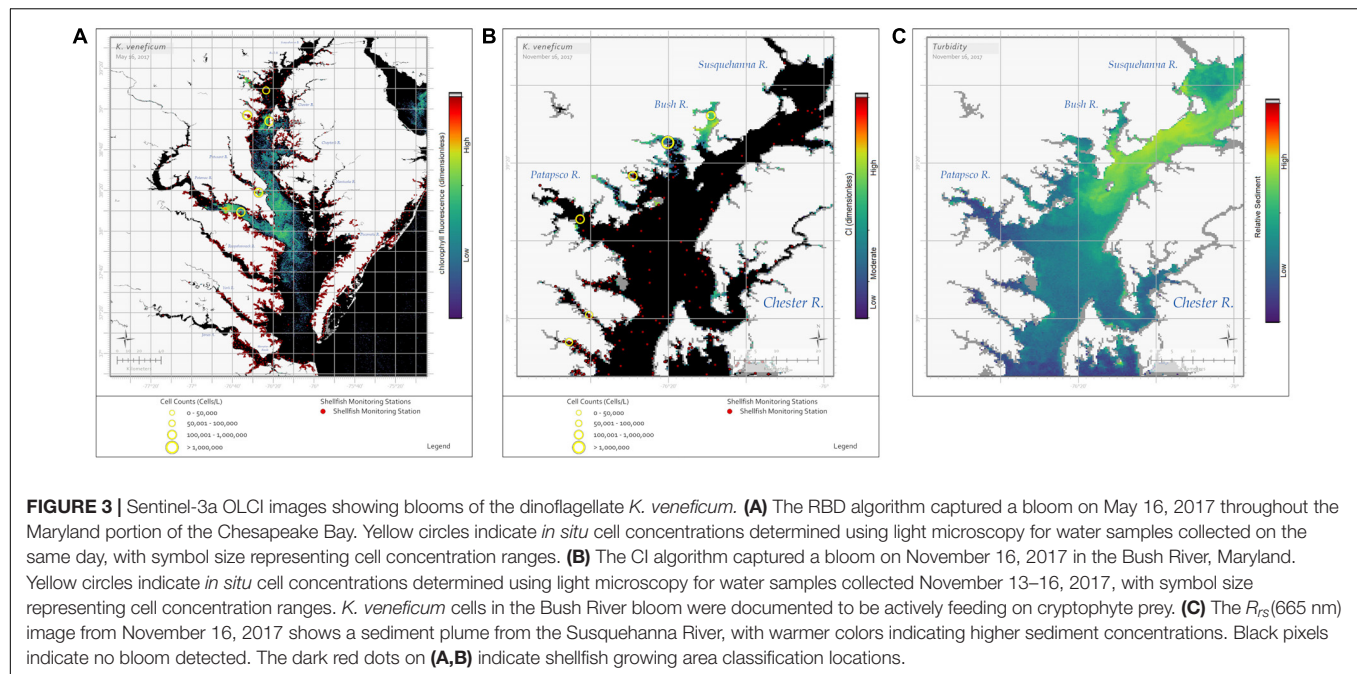 A
K. veneficum
May 16, 2017
High
chlorophyll fluorescence (dimensionless)
Low
Cell Counts (Cells/L)
0 - 50,000
50,001 - 100,000
100,001 - 1,000,000
> 1,000,000
Shellfish Monitoring Stations
Shellfish Monitoring Station
Legend
B
K. veneficum
November 16, 2017
Susquehanna R.
Bush R.
Patapsco R.
Chester R.
High
CI (dimensionless)
Moderate
Low
Cell Counts (Cells/L)
0 - 50,000
50,001 - 100,000
100,001 - 1,000,000
> 1,000,000
Shellfish Monitoring Stations
Shellfish Monitoring Station
Legend
C
Turbidity
November 16, 2017
Susquehanna R.
Bush R.
Patapsco R.
Chester R.
High
Relative Sediment
Low
FIGURE 3 | Sentinel-3a OLCI images showing blooms of the dinoflagellate K. veneficum. (A) The RBD algorithm captured a bloom on May 16, 2017 throughout the
Maryland portion of the Chesapeake Bay. Yellow circles indicate in situ cell concentrations determined using light microscopy for water samples collected on the
same day, with symbol size representing cell concentration ranges. (B) The CI algorithm captured a bloom on November 16, 2017 in the Bush River, Maryland.
Yellow circles indicate in situ cell concentrations determined using light microscopy for water samples collected November 13–16, 2017, with symbol size
representing cell concentration ranges. K. veneficum cells in the Bush River bloom were documented to be actively feeding on cryptophyte prey. (C) The Rrs(665 nm)
image from November 16, 2017 shows a sediment plume from the Susquehanna River, with warmer colors indicating higher sediment concentrations. Black pixels
indicate no bloom detected. The dark red dots on (A,B) indicate shellfish growing area classification locations.